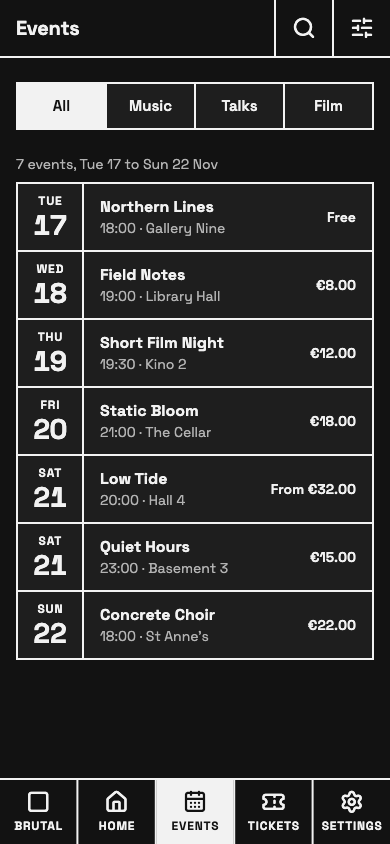 Events
All Music Talks Film
7 events, Tue 17 to Sun 22 Nov
TUE
17
Northern Lines
18:00 · Gallery Nine
Free
WED
18
Field Notes
19:00 · Library Hall
€8.00
THU
19
Short Film Night
19:30 · Kino 2
€12.00
FRI
20
Static Bloom
21:00 · The Cellar
€18.00
SAT
21
Low Tide
20:00 · Hall 4
From €32.00
SAT
21
Quiet Hours
23:00 · Basement 3
€15.00
SUN
22
Concrete Choir
18:00 · St Anne's
€22.00
BRUTAL HOME EVENTS TICKETS SETTINGS